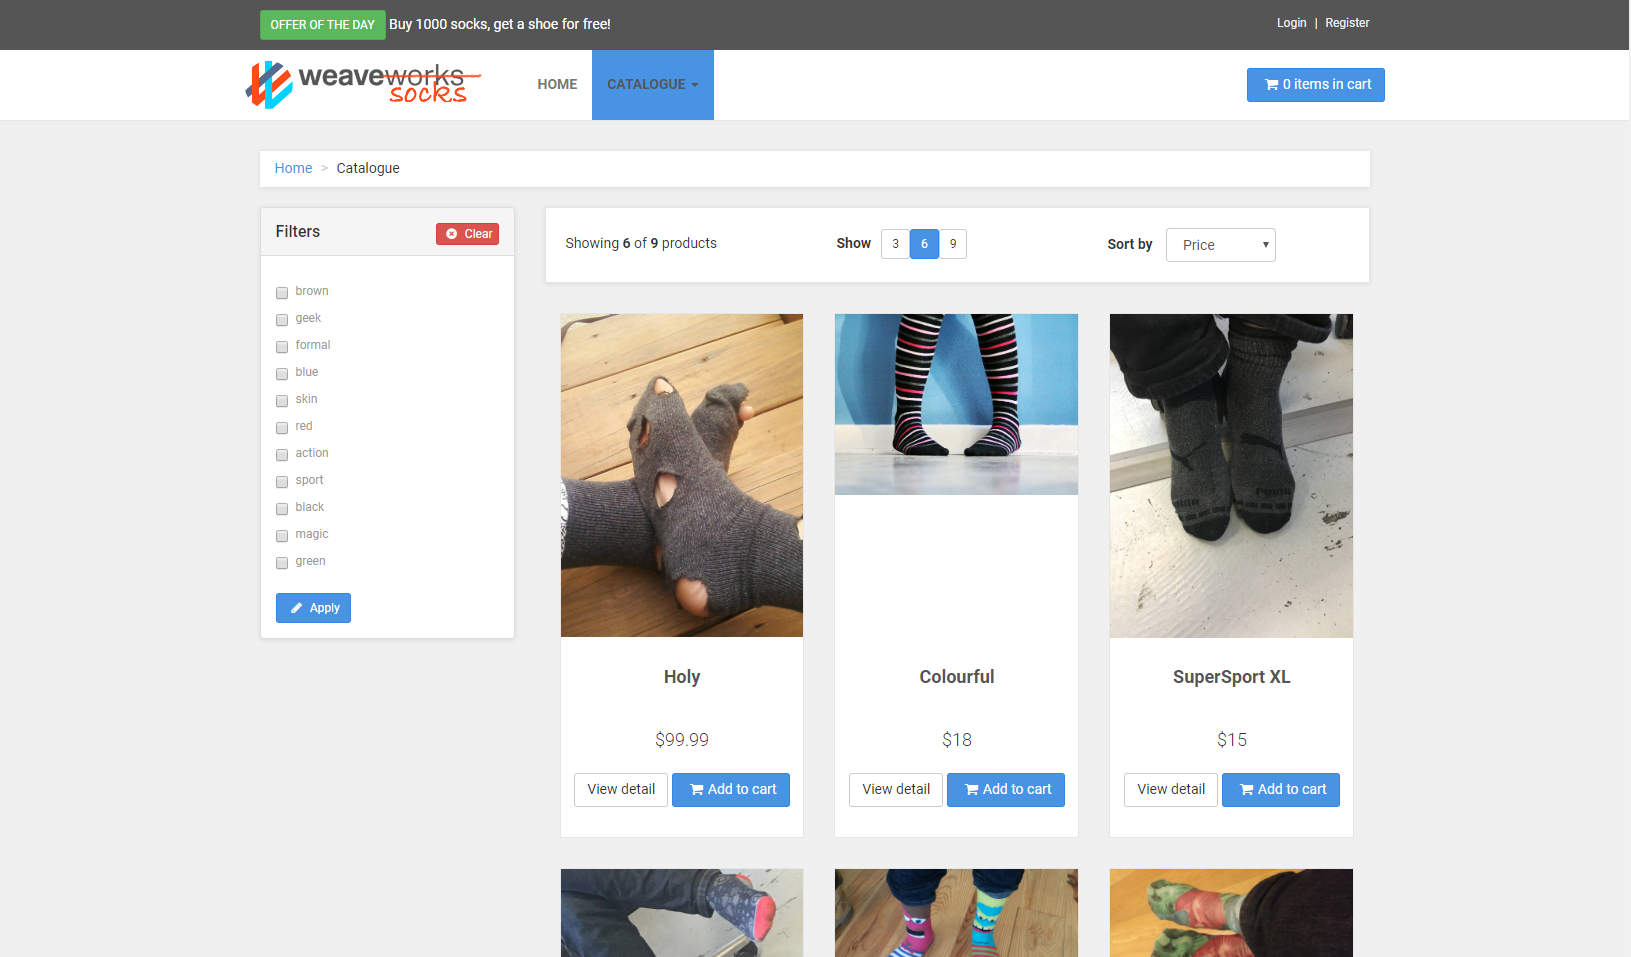 OFFER OF THE DAY Buy 1000 socks, get a shoe for free!
Login | Register
weaveworks
socks
HOME
CATALOGUE
0 items in cart
Home > Catalogue
Filters
Clear
brown
geek
formal
blue
skin
red
action
sport
black
magic
green
Apply
Showing 6 of 9 products
Show 3 6 9
Sort by Price
Holy
$99.99
View detail
Add to cart
Colourful
$18
View detail
Add to cart
SuperSport XL
$15
View detail
Add to cart